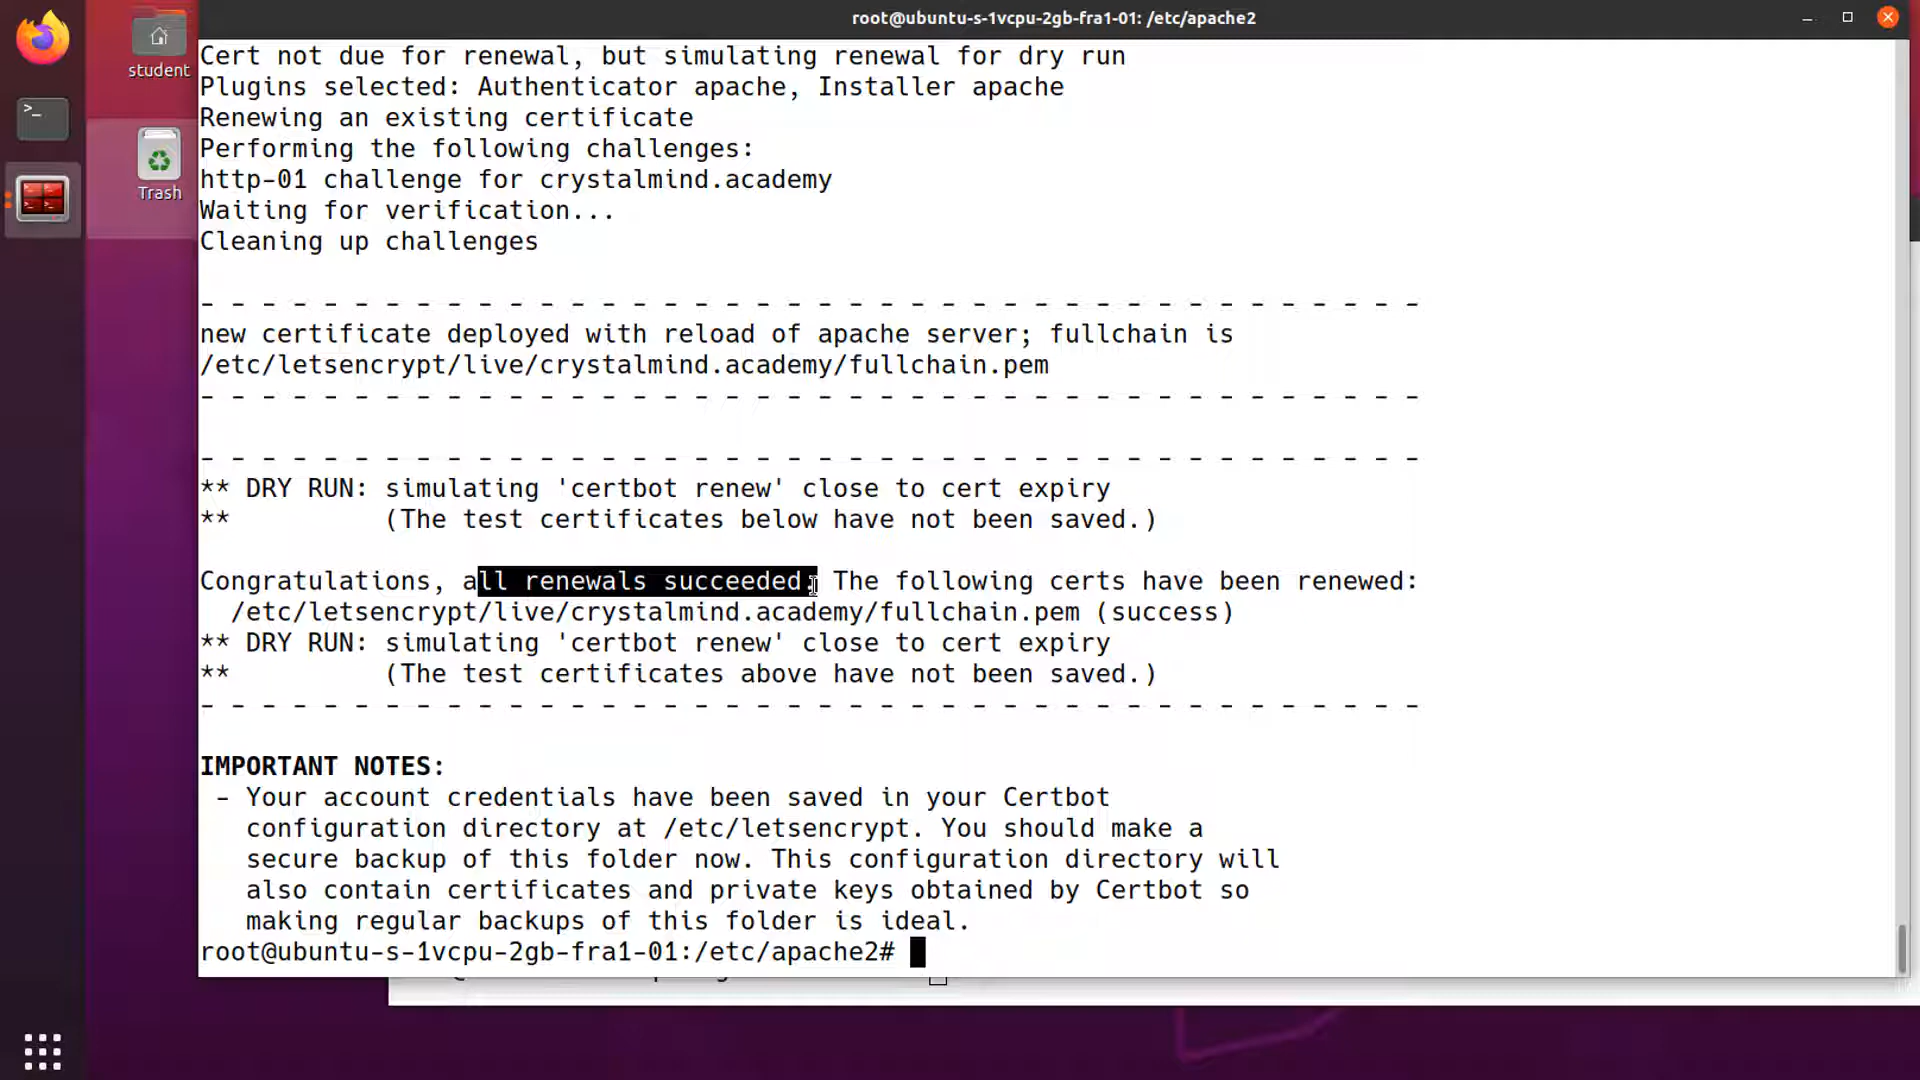 root@ubuntu-s-1vcpu-2gb-fra1-01: /etc/apache2
student
Trash
Cert not due for renewal, but simulating renewal for dry run
Plugins selected: Authenticator apache, Installer apache
Renewing an existing certificate
Performing the following challenges:
http-01 challenge for crystalmind.academy
Waiting for verification...
Cleaning up challenges
- - - - - - - - - - - - - - - - - - - - - - - - - - - - - - - - - - - - - - - -
new certificate deployed with reload of apache server; fullchain is
/etc/letsencrypt/live/crystalmind.academy/fullchain.pem
- - - - - - - - - - - - - - - - - - - - - - - - - - - - - - - - - - - - - - - -
- - - - - - - - - - - - - - - - - - - - - - - - - - - - - - - - - - - - - - - -
** DRY RUN: simulating 'certbot renew' close to cert expiry
**          (The test certificates below have not been saved.)
Congratulations, all renewals succeeded. The following certs have been renewed:
  /etc/letsencrypt/live/crystalmind.academy/fullchain.pem (success)
** DRY RUN: simulating 'certbot renew' close to cert expiry
**          (The test certificates above have not been saved.)
- - - - - - - - - - - - - - - - - - - - - - - - - - - - - - - - - - - - - - - -
IMPORTANT NOTES:
 - Your account credentials have been saved in your Certbot
   configuration directory at /etc/letsencrypt. You should make a
   secure backup of this folder now. This configuration directory will
   also contain certificates and private keys obtained by Certbot so
   making regular backups of this folder is ideal.
root@ubuntu-s-1vcpu-2gb-fra1-01:/etc/apache2#